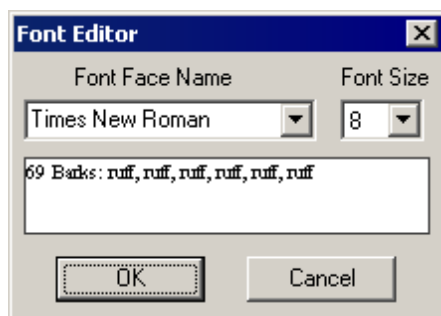 Font Editor
Font Face Name Font Size
Times New Roman 8
69 Barks: ruff, ruff, ruff, ruff, ruff, ruff
OK Cancel